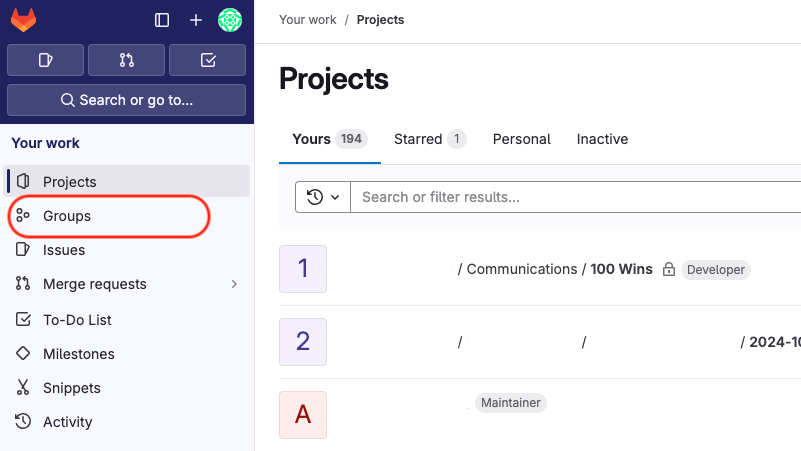 Your work / Projects
Search or go to...
Your work
Projects
Groups
Issues
Merge requests
To-Do List
Milestones
Snippets
Activity
Projects
Yours 194 Starred 1 Personal Inactive
Search or filter results...
1 / Communications / 100 Wins Developer
2 / / / 2024-10
A Maintainer